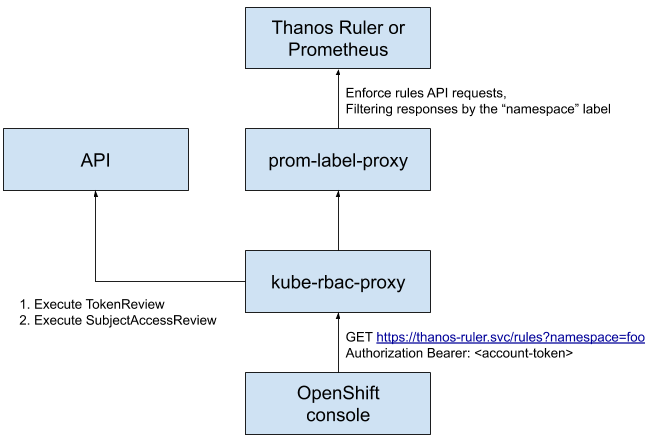 Thanos Ruler or
Prometheus
Enforce rules API requests,
Filtering responses by the “namespace” label
API
prom-label-proxy
kube-rbac-proxy
1. Execute TokenReview
2. Execute SubjectAccessReview
GET https://thanos-ruler.svc/rules?namespace=foo
Authorization Bearer: <account-token>
OpenShift
console